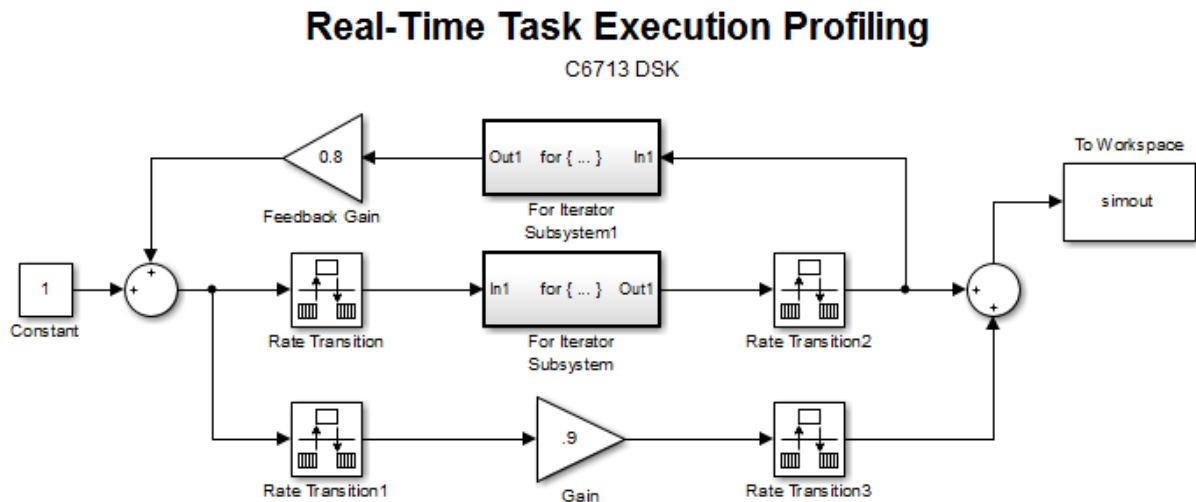 Real-Time Task Execution Profiling
C6713 DSK
0.8
Feedback Gain
Out1 for { ... } In1
For Iterator
Subsystem1
To Workspace
simout
1
Constant
+
+
Rate Transition
In1 for { ... } Out1
For Iterator
Subsystem
Rate Transition2
+
+
Rate Transition1
.9
Gain
Rate Transition3